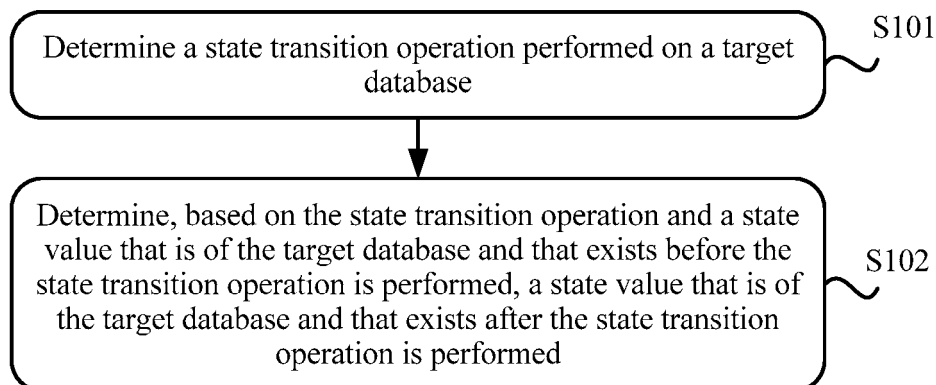 Determine a state transition operation performed on a target
database
S101
Determine, based on the state transition operation and a state
value that is of the target database and that exists before the
state transition operation is performed, a state value that is of
the target database and that exists after the state transition
operation is performed
S102